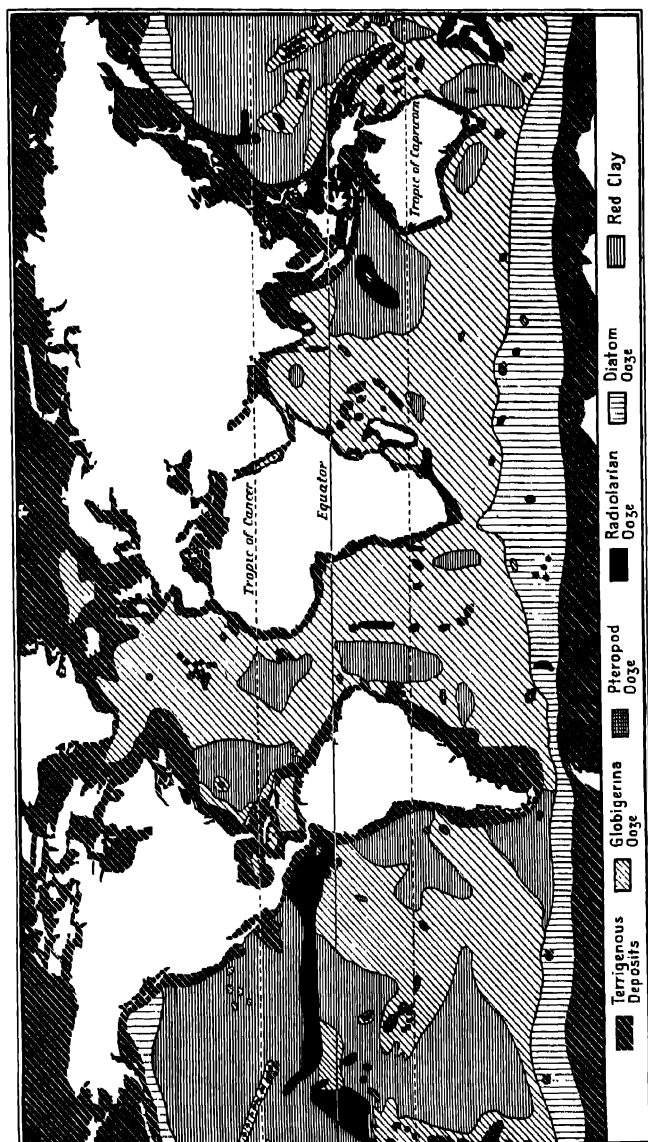 Tropic of Cancer
Equator
Tropic of Capricorn
Terrigenous
Deposits
Globigerina
Ooze
Pteropod
Ooze
Radiolarian
Ooze
Diatom
Ooze
Red Clay